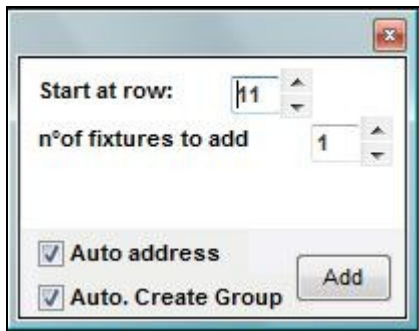 Start at row: 11
n°of fixtures to add 1
Auto address
Auto. Create Group
Add